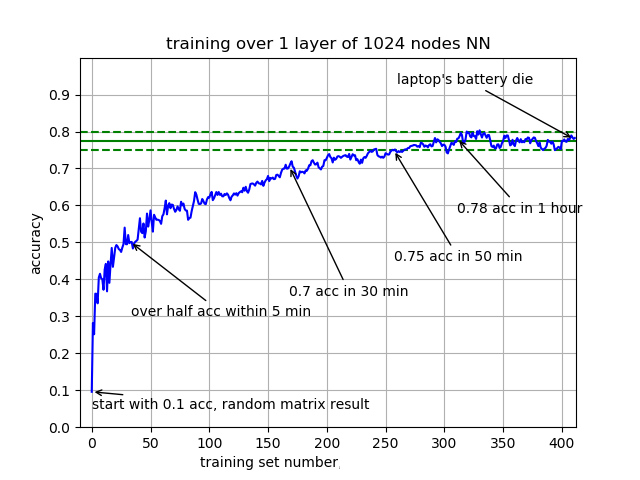 training over 1 layer of 1024 nodes NN
laptop's battery die
0.9
0.8
0.7
0.6
0.5
0.4
0.3
0.2
0.1
0.0
accuracy
0.78 acc in 1 hour
0.75 acc in 50 min
0.7 acc in 30 min
over half acc within 5 min
start with 0.1 acc, random matrix result
0 50 100 150 200 250 300 350 400
training set number